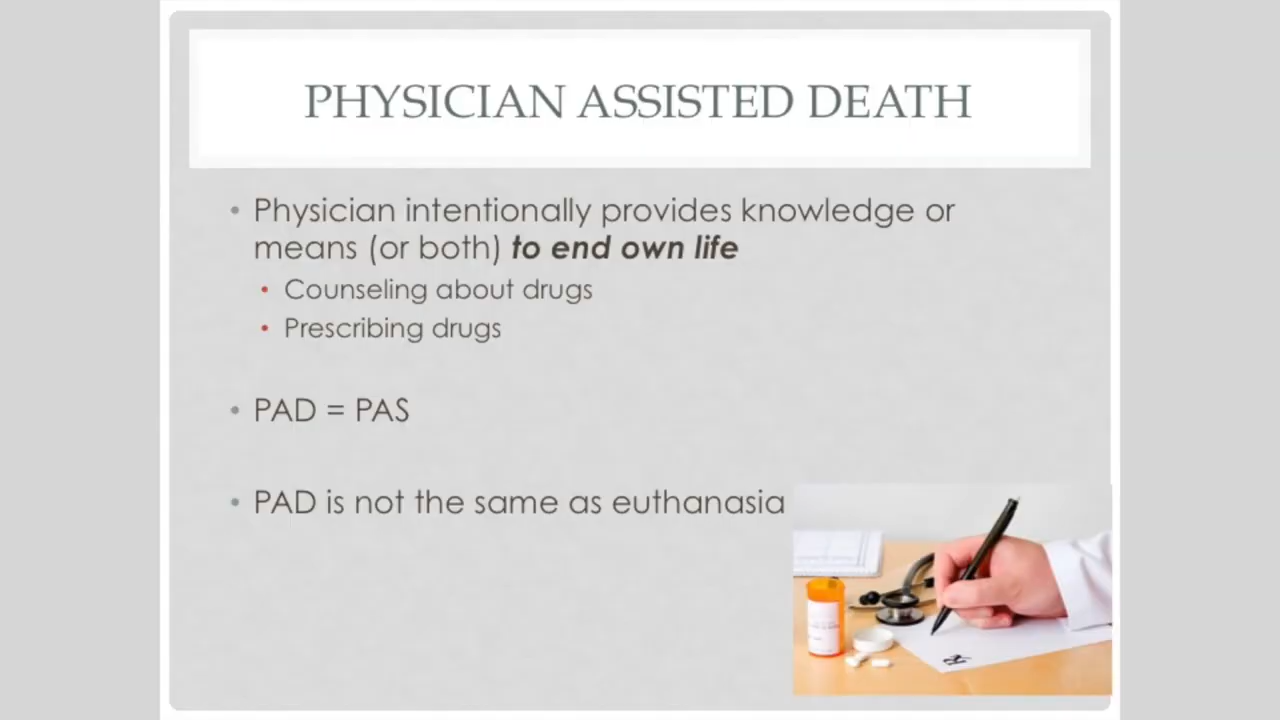 PHYSICIAN ASSISTED DEATH
• Physician intentionally provides knowledge or
means (or both) to end own life
• Counseling about drugs
• Prescribing drugs
• PAD = PAS
• PAD is not the same as euthanasia
Rx